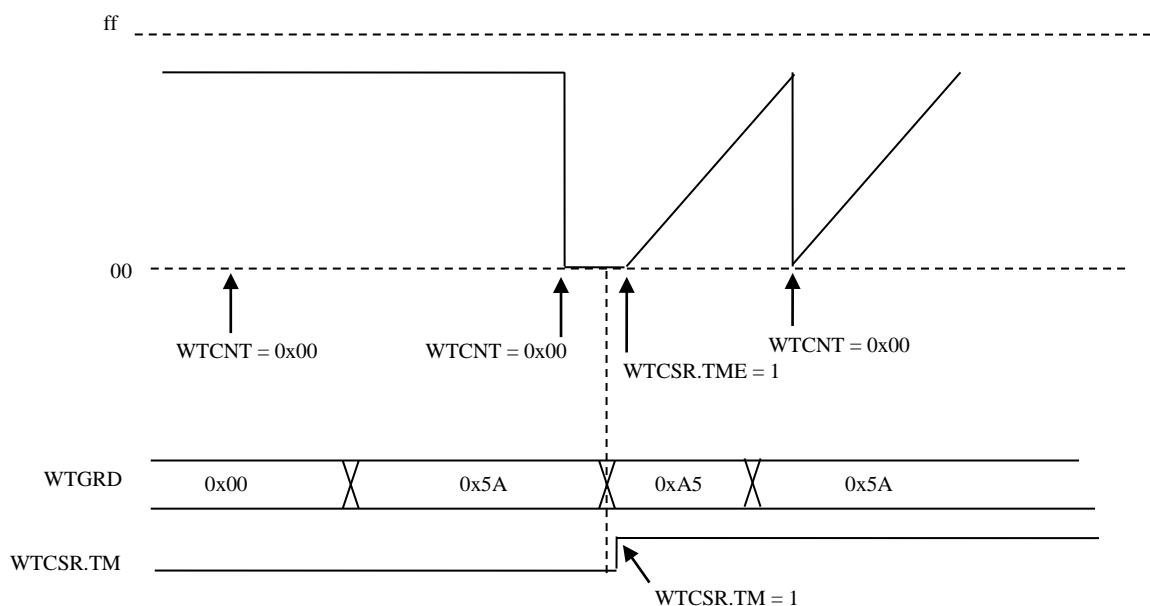 ff
00
WTCNT = 0x00
WTCNT = 0x00
WTCNT = 0x00
WTCSR.TME = 1
WTGRD
0x00
0x5A
0xA5
0x5A
WTCSR.TM
WTCSR.TM = 1